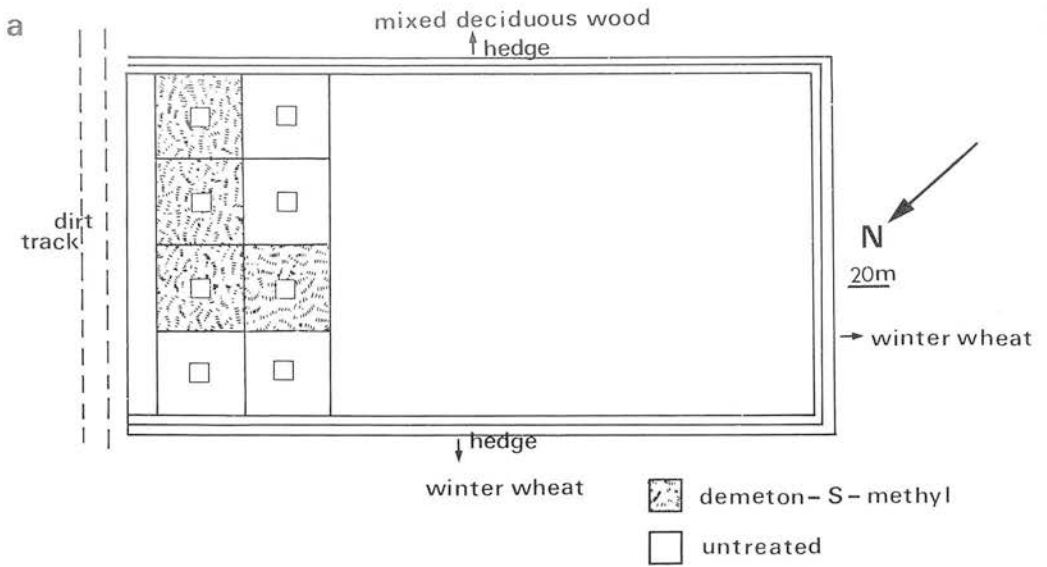 a
mixed deciduous wood
hedge
dirt
track
N
20m
winter wheat
hedge
winter wheat
demeton-S-methyl
untreated